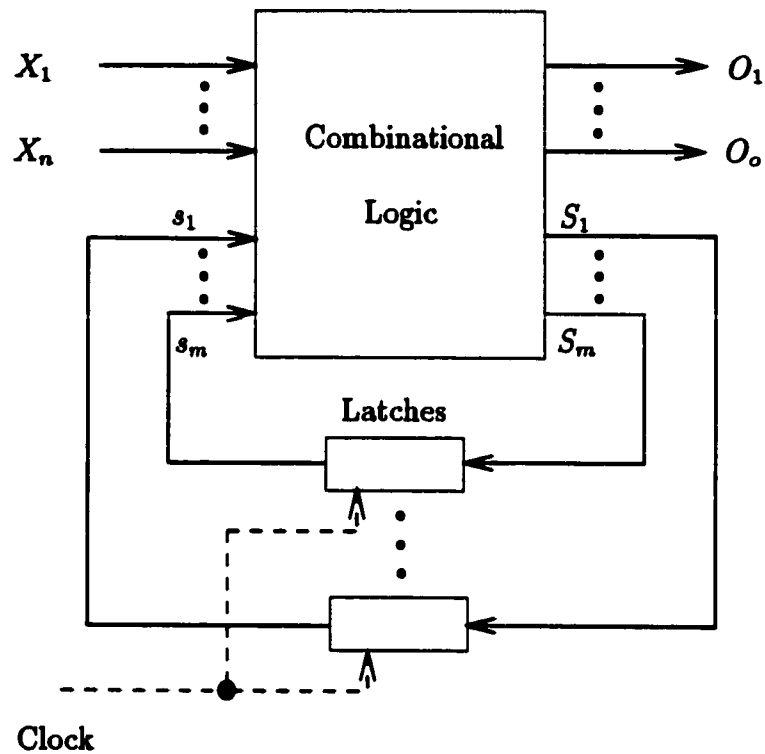 X₁
Xₙ
s₁
sₘ
Combinational
Logic
O₁
Oₒ
S₁
Sₘ
Latches
Clock